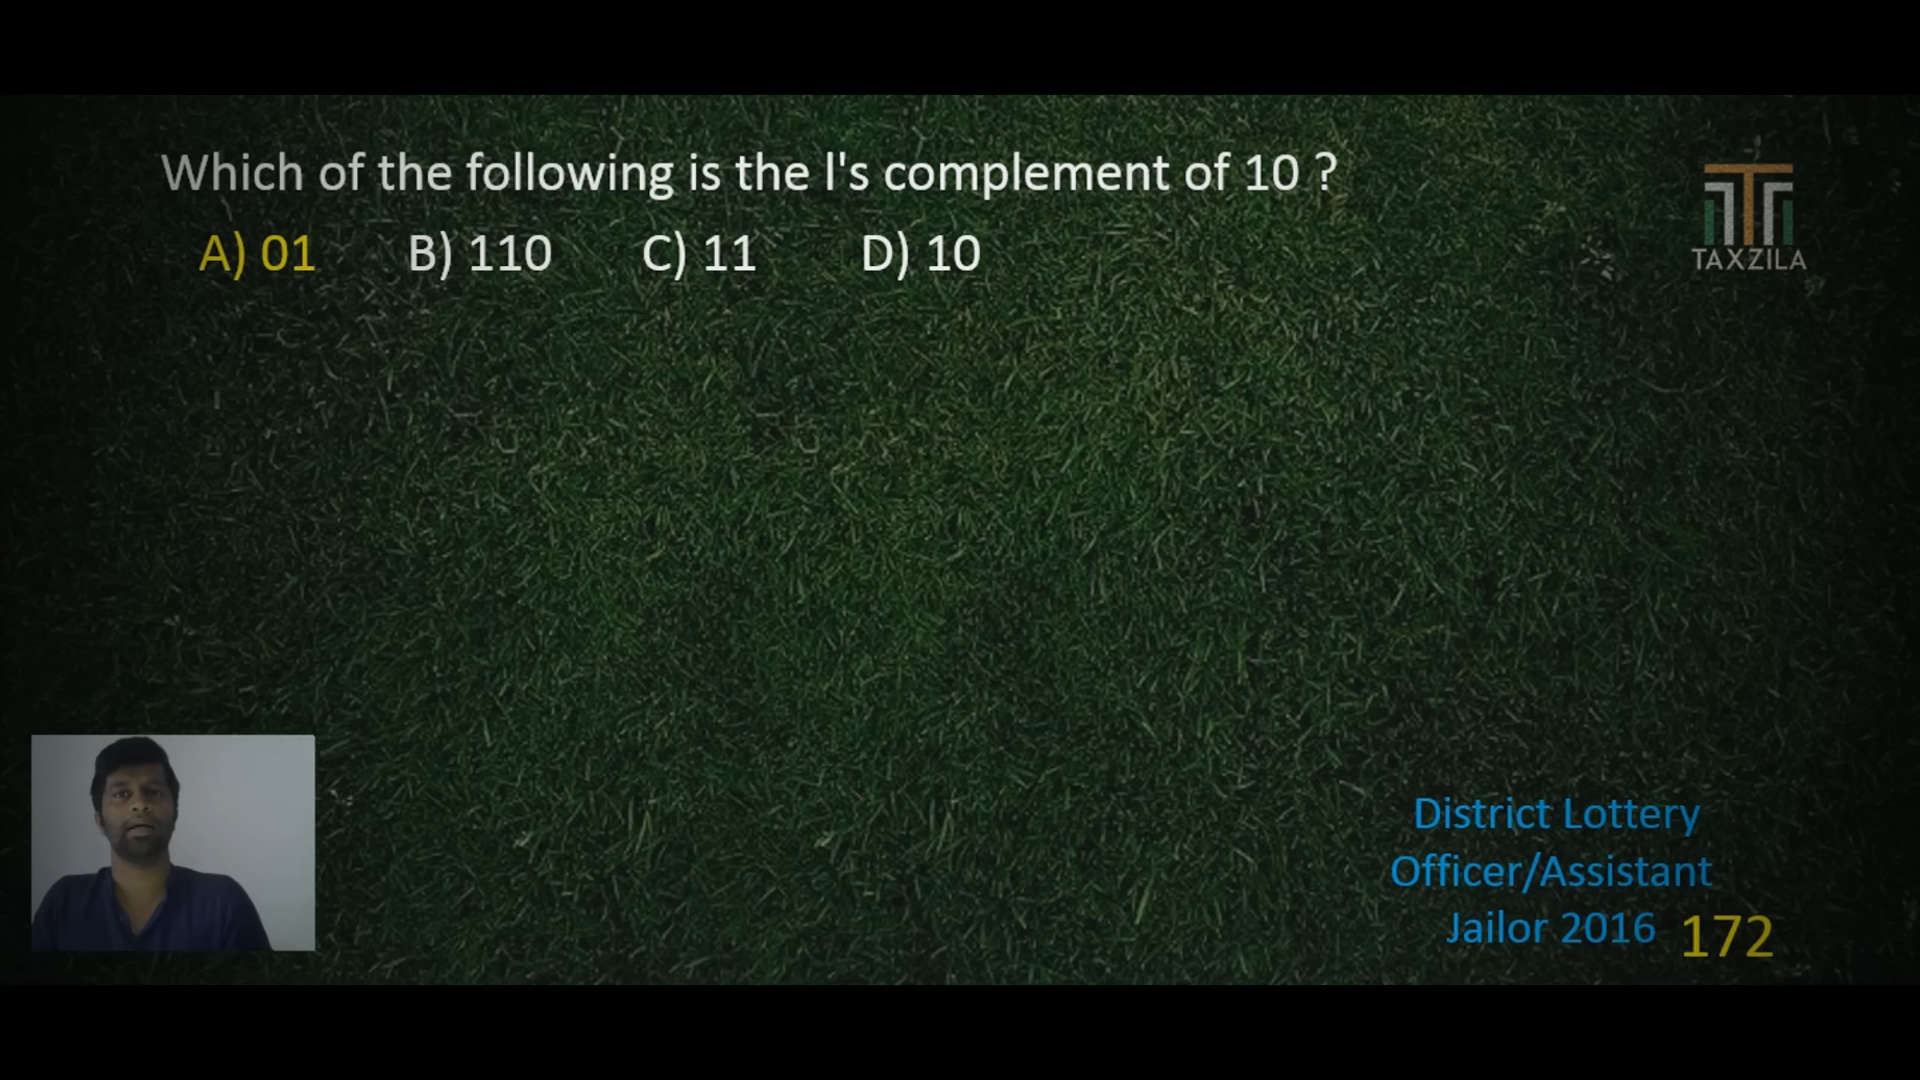 Which of the following is the l's complement of 10 ?
A) 01 B) 110 C) 11 D) 10
TAXZILA
District Lottery
Officer/Assistant
Jailor 2016 172